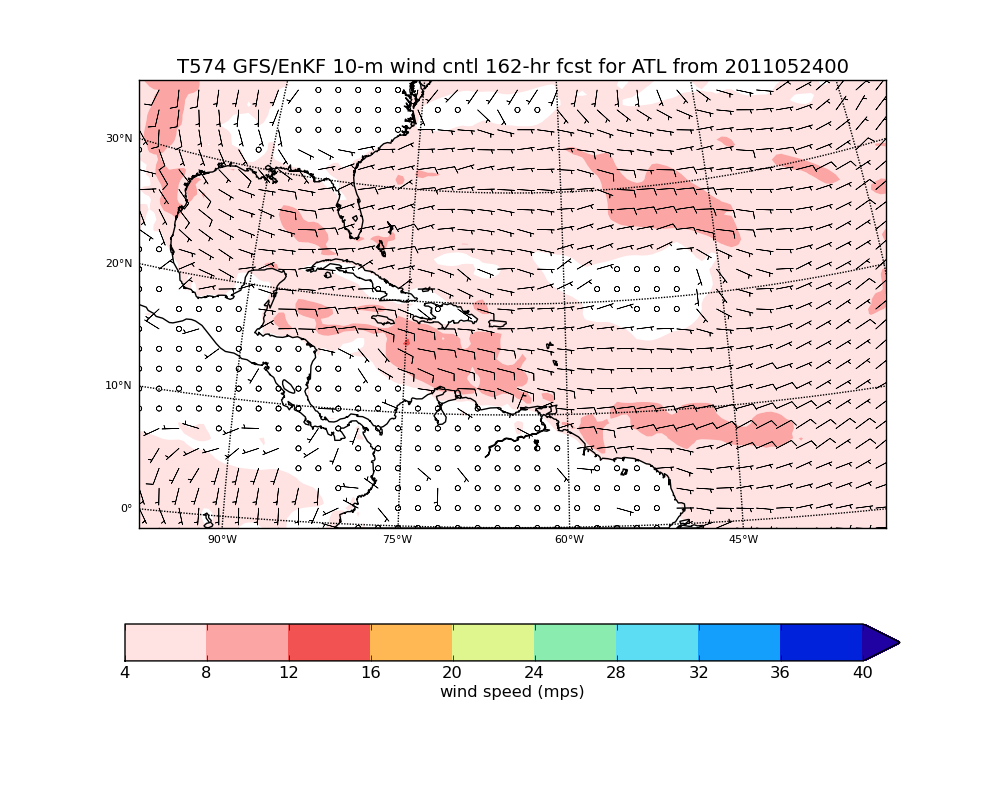 T574 GFS/EnKF 10-m wind cntl 162-hr fcst for ATL from 2011052400
30°N
20°N
10°N
0°
90°W 75°W 60°W 45°W
4 8 12 16 20 24 28 32 36 40
wind speed (mps)